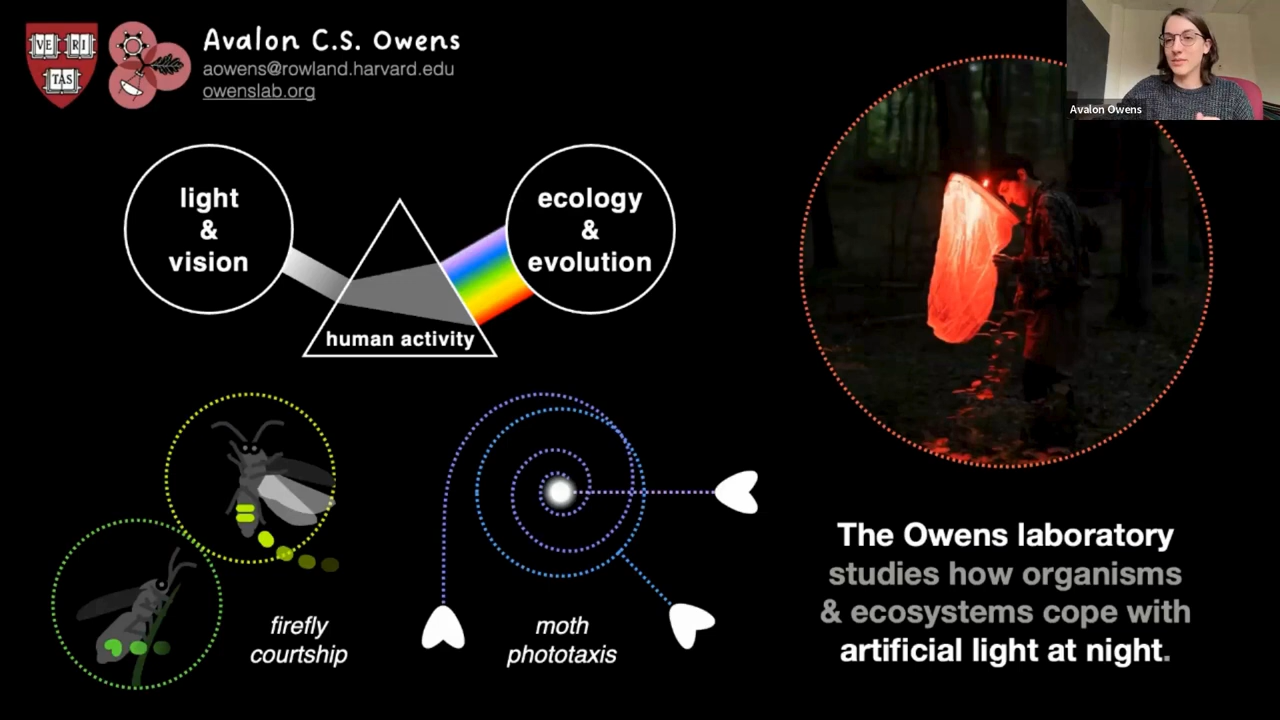 VE RI
TAS
Avalon C.S. Owens
aowens@rowland.harvard.edu
owenslab.org
Avalon Owens
light
&
vision
ecology
&
evolution
human activity
firefly
courtship
moth
phototaxis
The Owens laboratory
studies how organisms
& ecosystems cope with
artificial light at night.